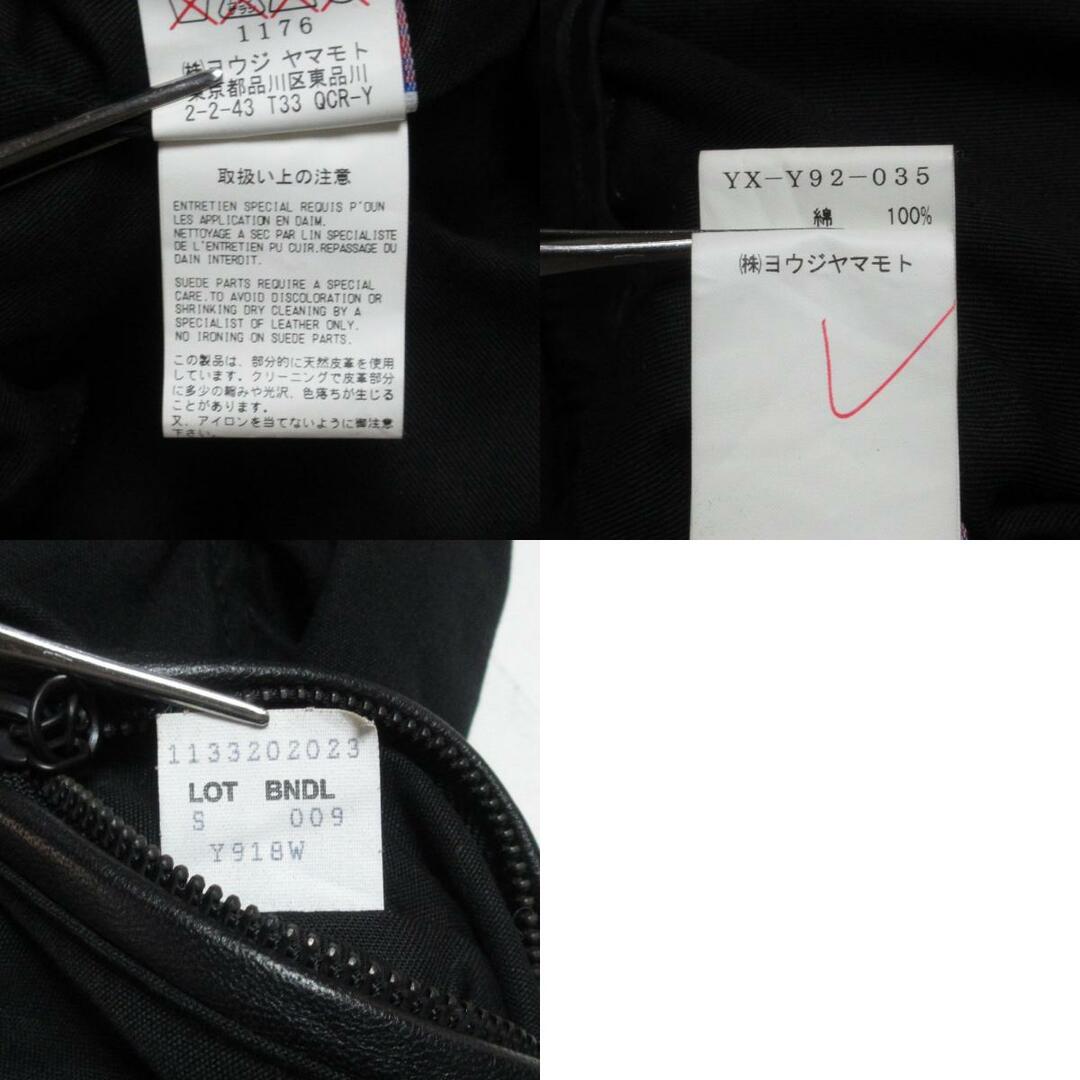 1176
㈱ヨウジ ヤマモト
東京都品川区東品川
2-2-43 T33 QCR-Y
取扱い上の注意
ENTRETIEN SPECIAL REQUIS P'OUN
LES APPLICATION EN DAIM.
NETTOYAGE A SEC PAR LIN SPECIALISTE
DE L'ENTRETIEN PU CUIR.REPASSAGE DU
DAIN INTERDIT.
SUEDE PARTS REQUIRE A SPECIAL
CARE.TO AVOID DISCOLORATION OR
SHRINKING DRY CLEANING BY A
SPECIALIST OF LEATHER ONLY.
NO IRONING ON SUEDE PARTS.
この製品は、部分的に天然皮革を使用
しています。クリーニングで皮革部分
に多少の縮みや光沢、色落ちが生じる
ことがあります。
又、アイロンを当てないように御注意
下さい。
YX-Y92-035
綿 100%
㈱ヨウジヤマモト
1133202023
LOT BNDL
S 009
Y918W